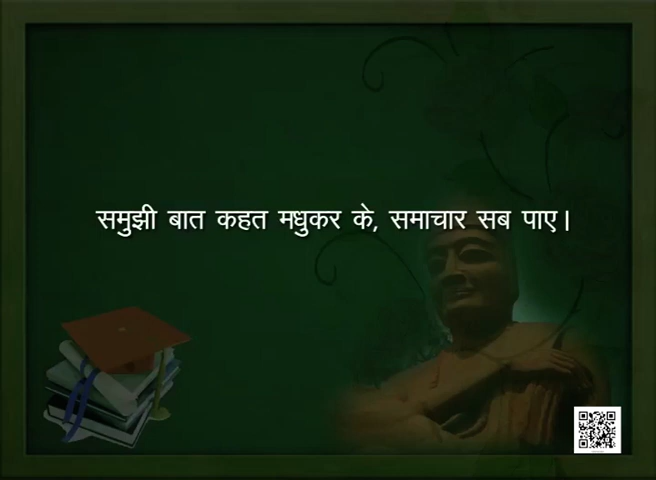 समुझी बात कहत मधुकर के, समाचार सब पाए।